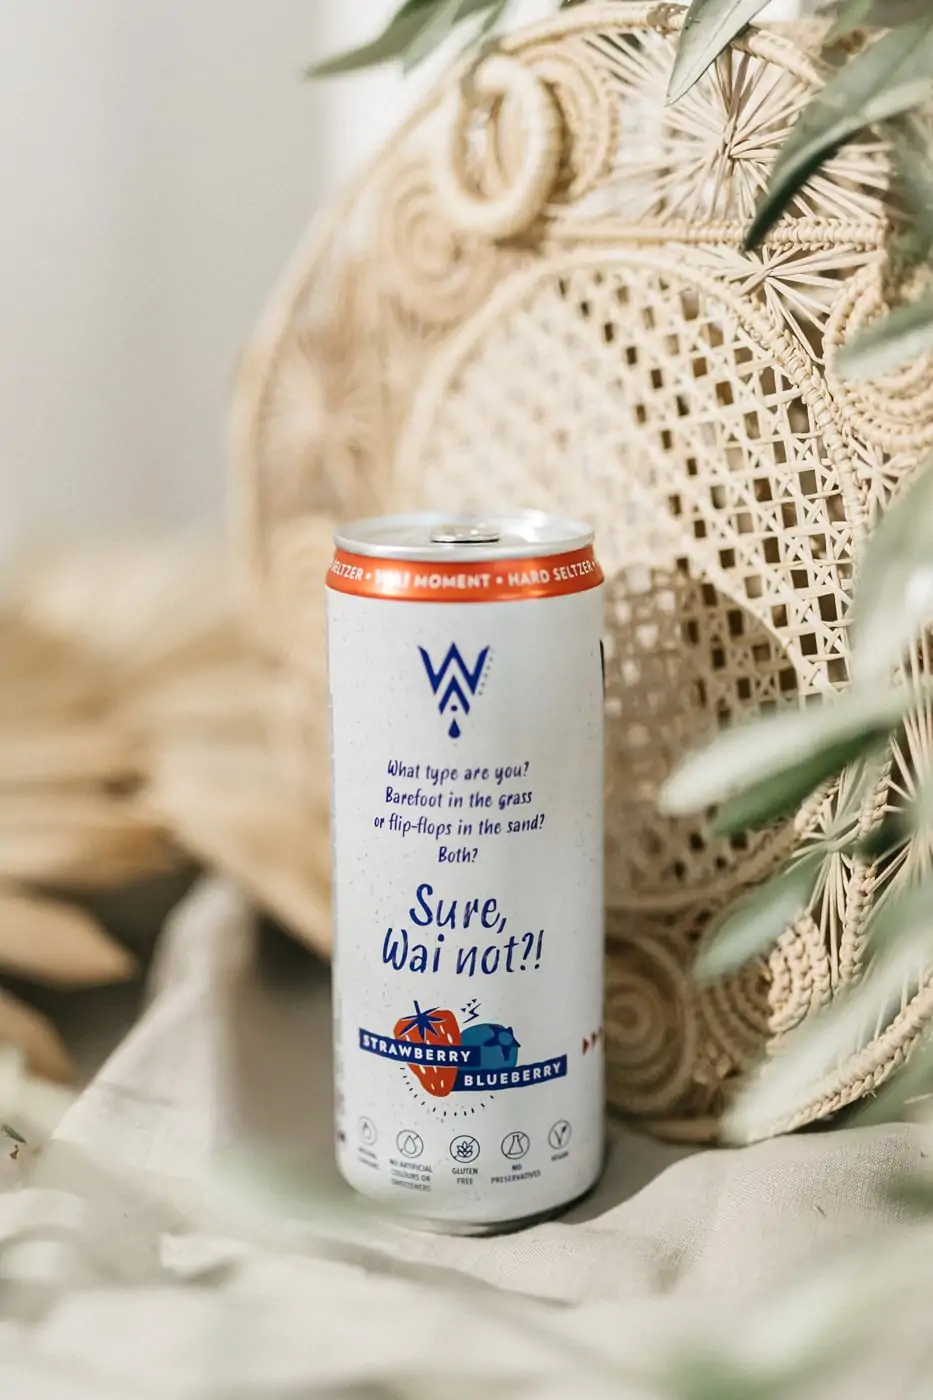 SELTZER • MOMENT • HARD SELTZER •
WAI
What type are you?
Barefoot in the grass
or flip-flops in the sand?
Both?
Sure,
Wai not?!
STRAWBERRY
BLUEBERRY
NO ARTIFICIAL
COLOURS OR
SWEETENERS
GLUTEN
FREE
NO
PRESERVATIVES
VEGAN